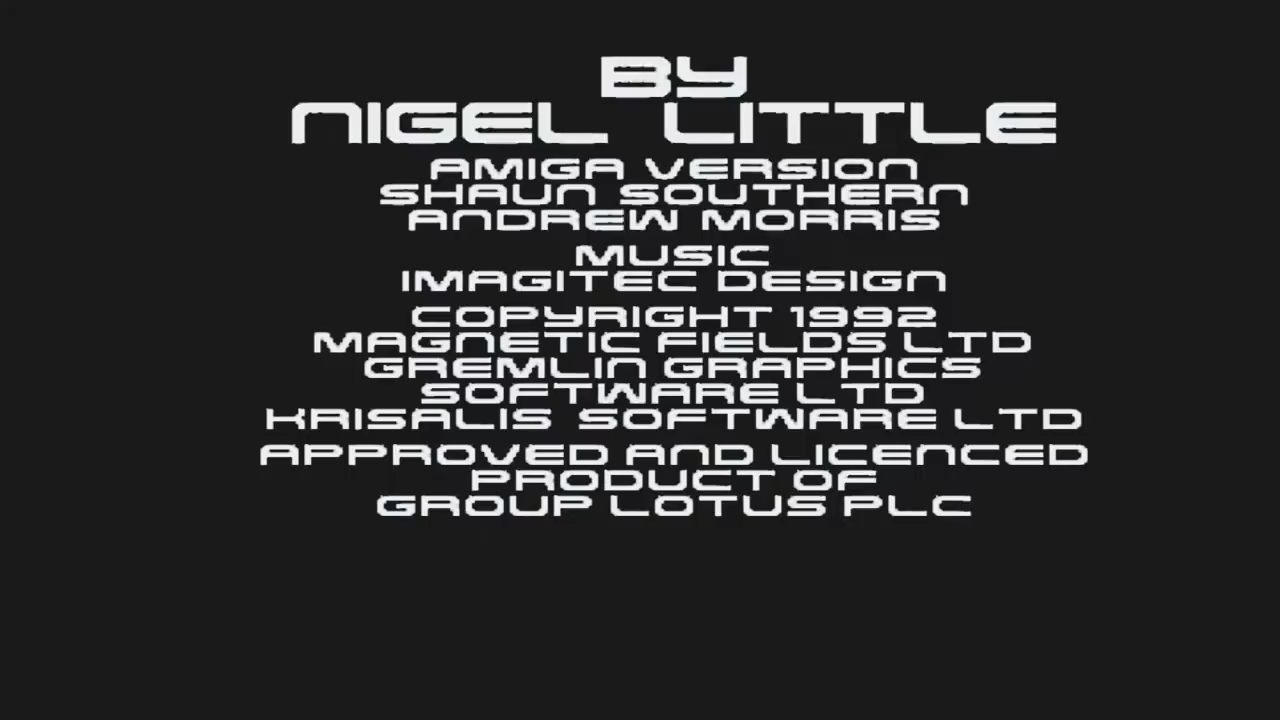 BY
NIGEL LITTLE
AMIGA VERSION
SHAUN SOUTHERN
ANDREW MORRIS
MUSIC
IMAGITEC DESIGN
COPYRIGHT 1992
MAGNETIC FIELDS LTD
GREMLIN GRAPHICS
SOFTWARE LTD
KRISALIS SOFTWARE LTD
APPROVED AND LICENCED
PRODUCT OF
GROUP LOTUS PLC